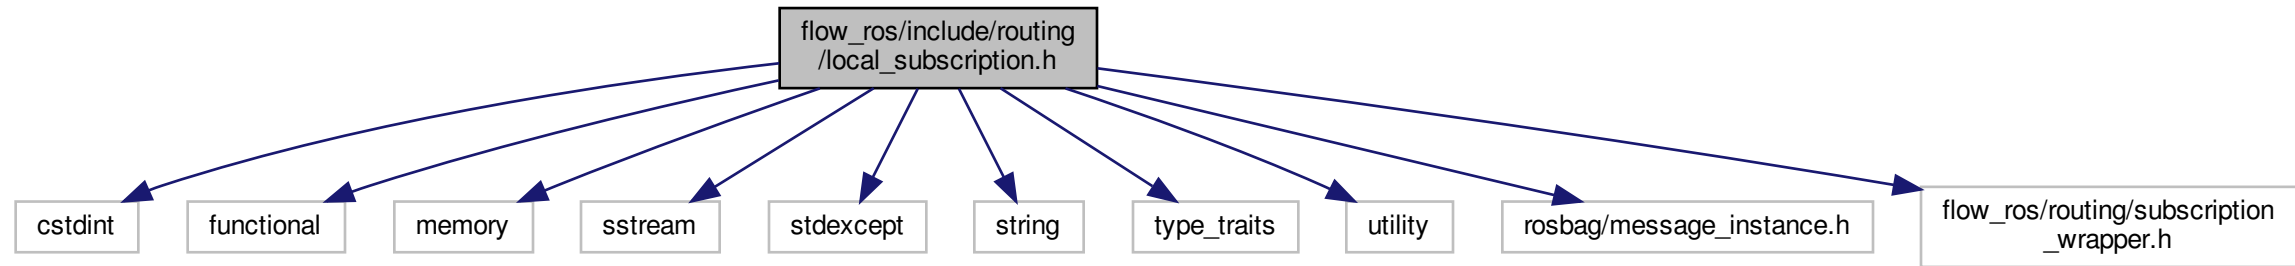 flow_ros/include/routing
/local_subscription.h
cstdint
functional
memory
sstream
stdexcept
string
type_traits
utility
rosbag/message_instance.h
flow_ros/routing/subscription
_wrapper.h